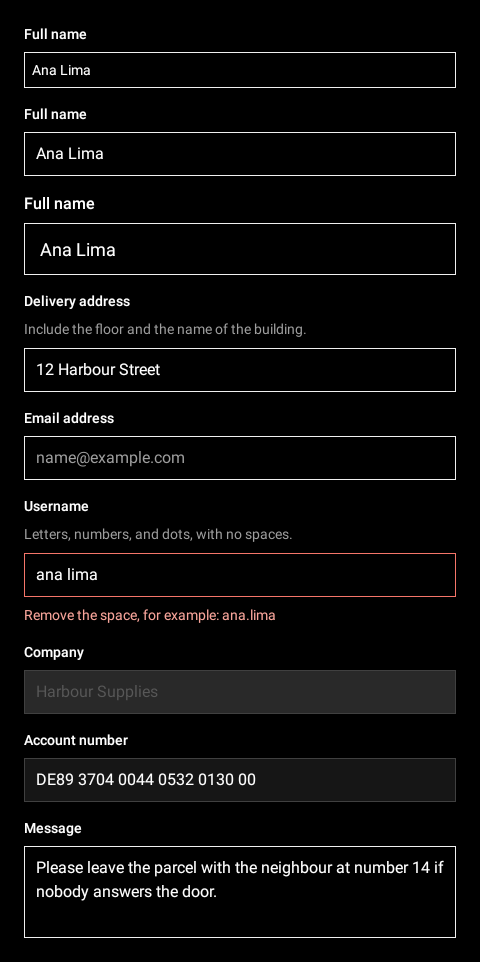 Full name
Ana Lima
Full name
Ana Lima
Full name
Ana Lima
Delivery address
Include the floor and the name of the building.
12 Harbour Street
Email address
name@example.com
Username
Letters, numbers, and dots, with no spaces.
ana lima
Remove the space, for example: ana.lima
Company
Harbour Supplies
Account number
DE89 3704 0044 0532 0130 00
Message
Please leave the parcel with the neighbour at number 14 if
nobody answers the door.